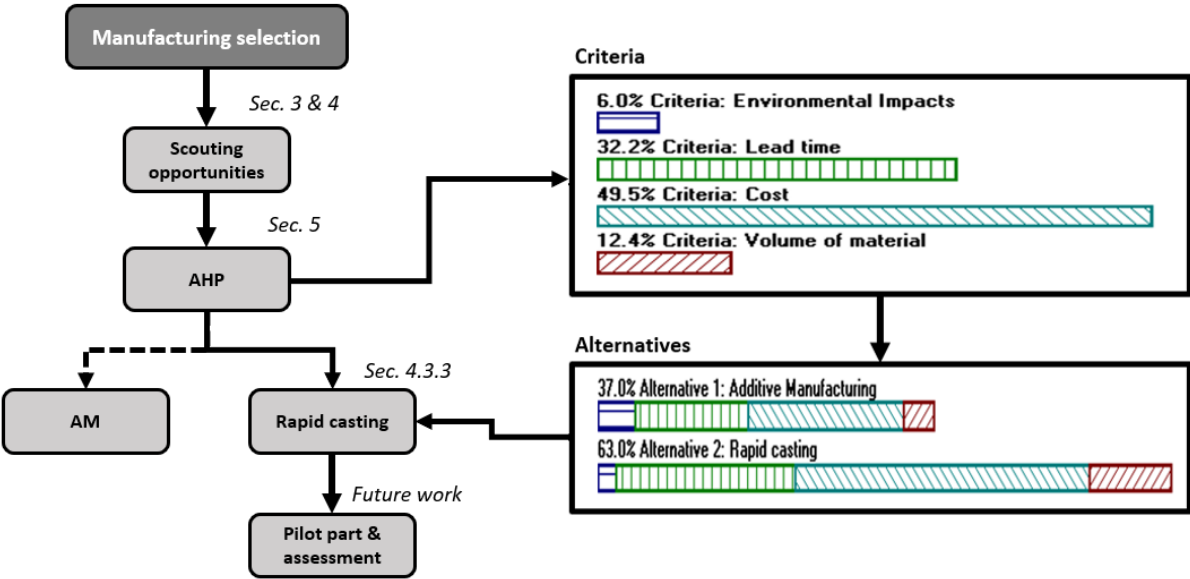 Manufacturing selection
Sec. 3 & 4
Scouting
opportunities
Sec. 5
AHP
AM
Sec. 4.3.3
Rapid casting
Future work
Pilot part &
assessment
Criteria
6.0% Criteria: Environmental Impacts
32.2% Criteria: Lead time
49.5% Criteria: Cost
12.4% Criteria: Volume of material
Alternatives
37.0% Alternative 1: Additive Manufacturing
63.0% Alternative 2: Rapid casting